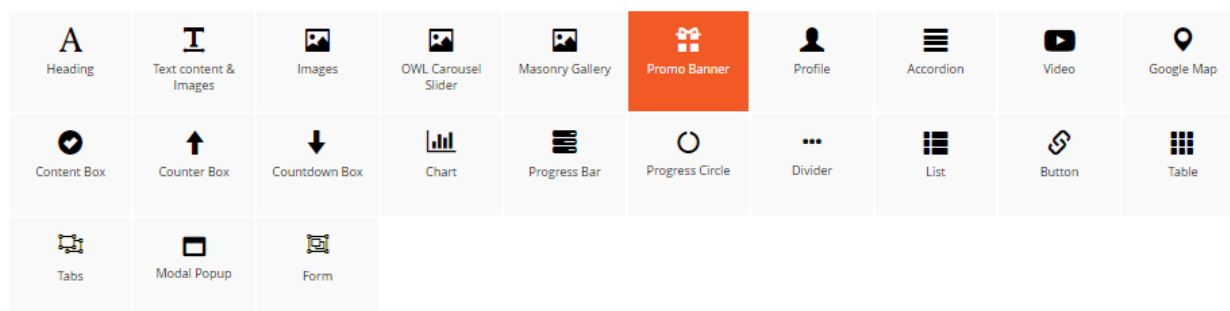 Heading
Text content &
Images
Images
OWL Carousel
Slider
Masonry Gallery
Promo Banner
Profile
Accordion
Video
Google Map
Content Box
Counter Box
Countdown Box
Chart
Progress Bar
Progress Circle
Divider
List
Button
Table
Tabs
Modal Popup
Form